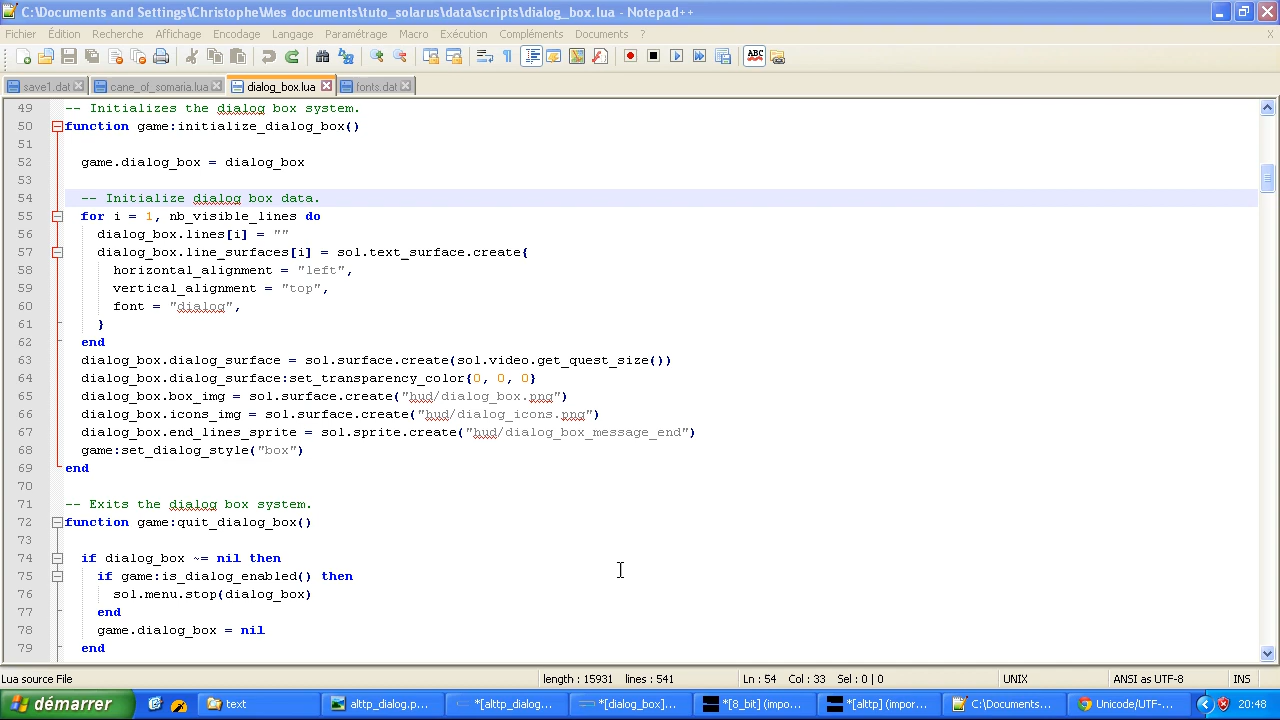 C:\Documents and Settings\Christophe\Mes documents\tuto_solarus\data\scripts\dialog_box.lua - Notepad++
Fichier Édition Recherche Affichage Encodage Langage Paramétrage Macro Exécution Compléments Documents ? X
save1.dat cane_of_somaria.lua dialog_box.lua fonts.dat
49 -- Initializes the dialog box system.
50 function game:initialize_dialog_box()
51
52 game.dialog_box = dialog_box
53
54 -- Initialize dialog box data.
55 for i = 1, nb_visible_lines do
56 dialog_box.lines[i] = ""
57 dialog_box.line_surfaces[i] = sol.text_surface.create{
58 horizontal_alignment = "left",
59 vertical_alignment = "top",
60 font = "dialog",
61 }
62 end
63 dialog_box.dialog_surface = sol.surface.create(sol.video.get_quest_size())
64 dialog_box.dialog_surface:set_transparency_color{0, 0, 0}
65 dialog_box.box_img = sol.surface.create("hud/dialog_box.png")
66 dialog_box.icons_img = sol.surface.create("hud/dialog_icons.png")
67 dialog_box.end_lines_sprite = sol.sprite.create("hud/dialog_box_message_end")
68 game:set_dialog_style("box")
69 end
70
71 -- Exits the dialog box system.
72 function game:quit_dialog_box()
73
74 if dialog_box ~= nil then
75 if game:is_dialog_enabled() then
76 sol.menu.stop(dialog_box)
77 end
78 game.dialog_box = nil
79 end
Lua source File length : 15931 lines : 541 Ln : 54 Col : 33 Sel : 0 | 0 UNIX ANSI as UTF-8 INS
démarrer text alttp_dialog.p... *[alttp_dialog... *[dialog_box]... *[8_bit] (impo... *[alttp] (impor... C:\Documents... Unicode/UTF-... 20:48